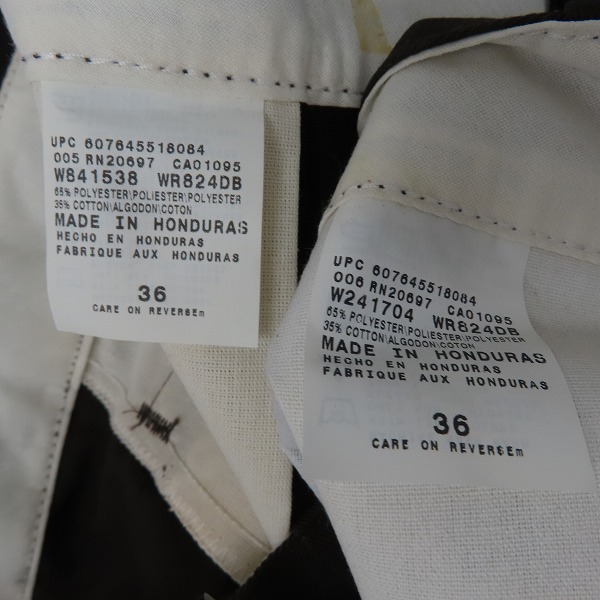 UPC 607645518084
005 RN20697 CA01095
W841538 WR824DB
65% POLYESTER\POLIESTER\POLYESTER
35% COTTON\ALGODON\COTON
MADE IN HONDURAS
HECHO EN HONDURAS
FABRIQUE AUX HONDURAS
36
CARE ON REVERSEm
UPC 607645518084
006 RN20697 CA01095
W241704 WR824DB
65% POLYESTER\POLIESTER\POLYESTER
35% COTTON\ALGODON\COTON
MADE IN HONDURAS
HECHO EN HONDURAS
FABRIQUE AUX HONDURAS
36
CARE ON REVERSEm